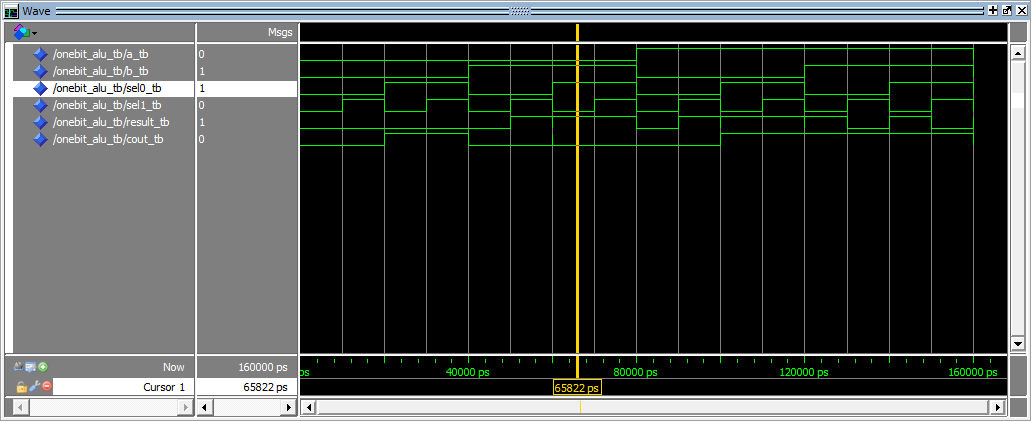 Wave
Msgs
/onebit_alu_tb/a_tb 0
/onebit_alu_tb/b_tb 1
/onebit_alu_tb/sel0_tb 1
/onebit_alu_tb/sel1_tb 0
/onebit_alu_tb/result_tb 1
/onebit_alu_tb/cout_tb 0
Now 160000 ps ps 40000 ps 80000 ps 120000 ps 160000 ps
Cursor 1 65822 ps 65822 ps